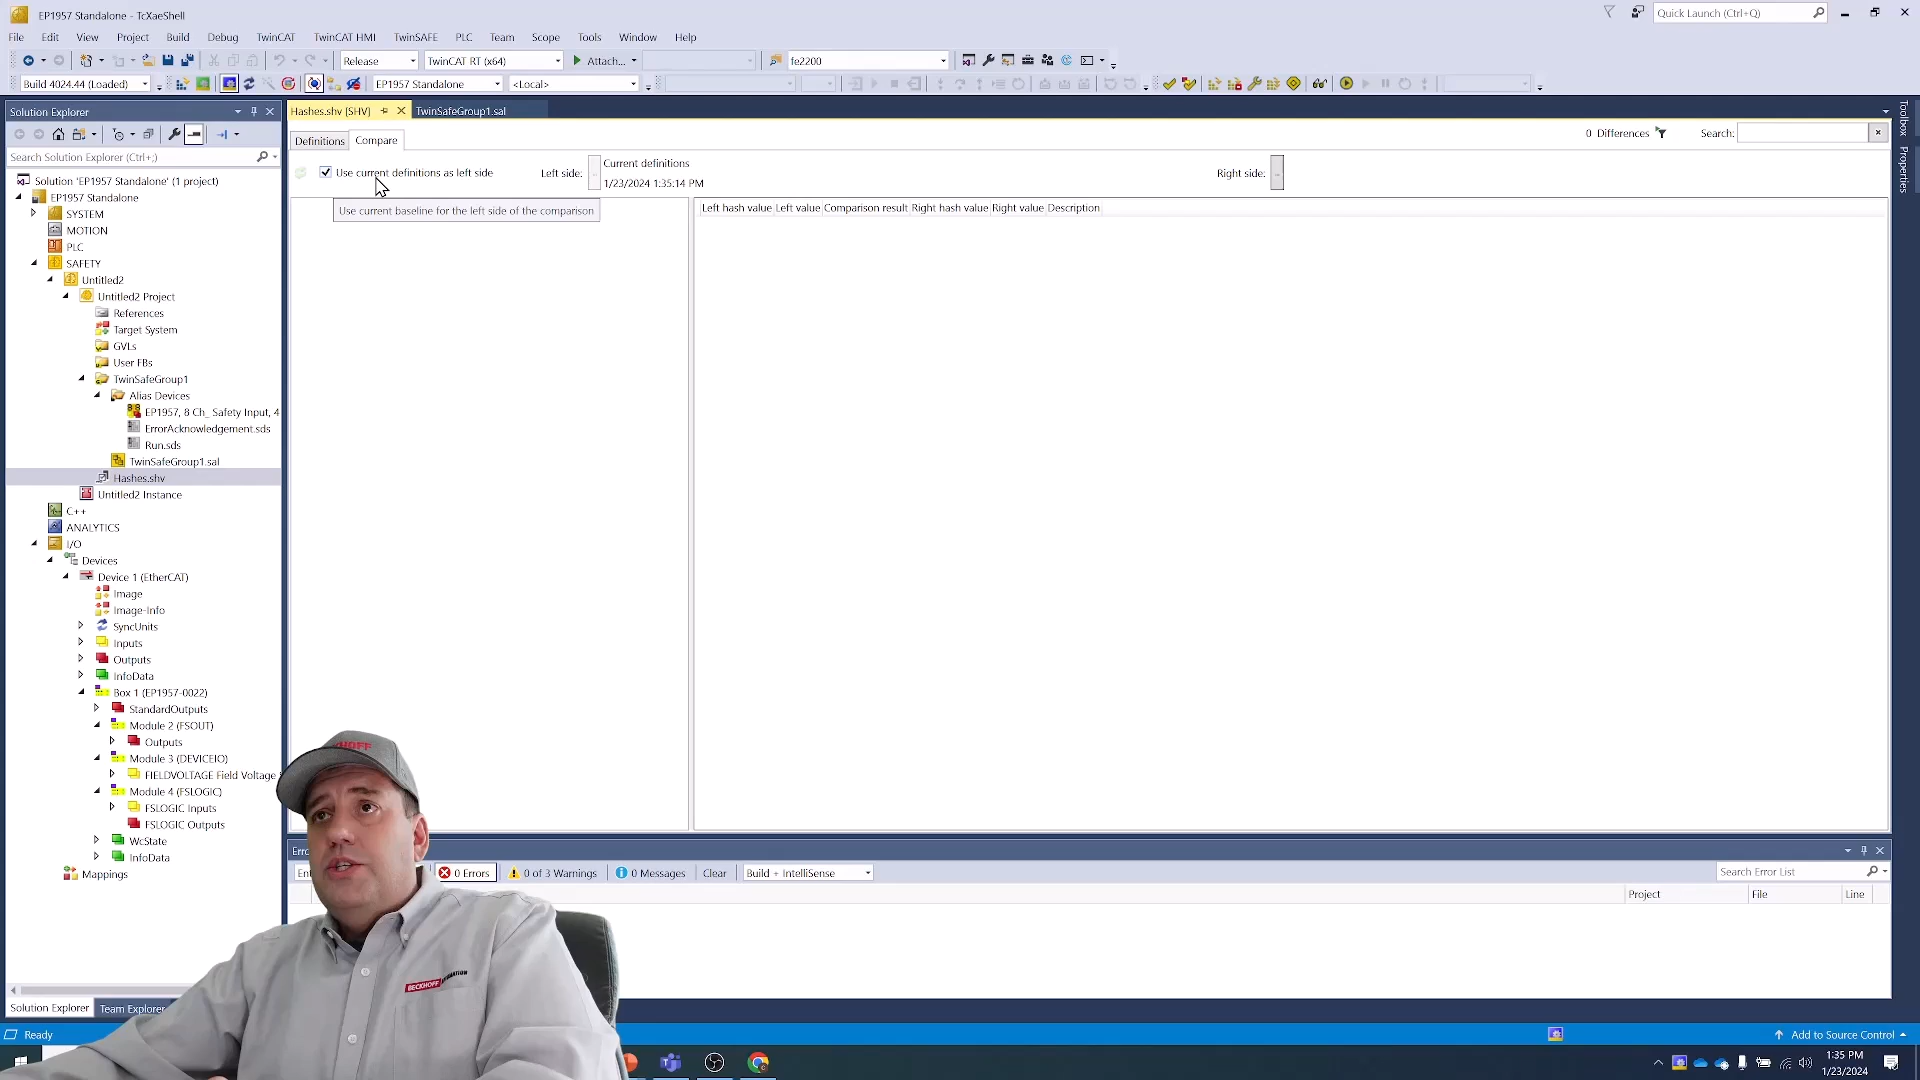 EP1957 Standalone - TcXaeShell
Quick Launch (Ctrl+Q)
File Edit View Project Build Debug TwinCAT TwinCAT HMI TwinSAFE PLC Team Scope Tools Window Help
Release TwinCAT RT (x64) Attach... fe2200
Build 4024.44 (Loaded) EP1957 Standalone <Local>
Solution Explorer
Search Solution Explorer (Ctrl+;)
Solution 'EP1957 Standalone' (1 project)
EP1957 Standalone
SYSTEM
MOTION
PLC
SAFETY
Untitled2
Untitled2 Project
References
Target System
GVLs
User FBs
TwinSafeGroup1
Alias Devices
EP1957, 8 Ch_ Safety Input, 4
ErrorAcknowledgement.sds
Run.sds
TwinSafeGroup1.sal
Hashes.shv
Untitled2 Instance
C++
ANALYTICS
I/O
Devices
Device 1 (EtherCAT)
Image
Image-Info
SyncUnits
Inputs
Outputs
InfoData
Box 1 (EP1957-0022)
StandardOutputs
Module 2 (FSOUT)
Outputs
Module 3 (DEVICEIO)
FIELDVOLTAGE Field Voltage
Module 4 (FSLOGIC)
FSLOGIC Inputs
FSLOGIC Outputs
WcState
InfoData
Mappings
Solution Explorer Team Explorer
Hashes.shv (SHV) TwinSafeGroup1.sal
Definitions Compare
0 Differences Search:
Use current definitions as left side
Left side: Current definitions
1/23/2024 1:35:14 PM
Right side:
Use current baseline for the left side of the comparison
Left hash value Left value Comparison result Right hash value Right value Description
0 Errors 0 of 3 Warnings 0 Messages Clear Build + IntelliSense
Search Error List
Project File Line
BECKHOFF
Toolbox
Properties
Ready
Add to Source Control
1:35 PM
1/23/2024